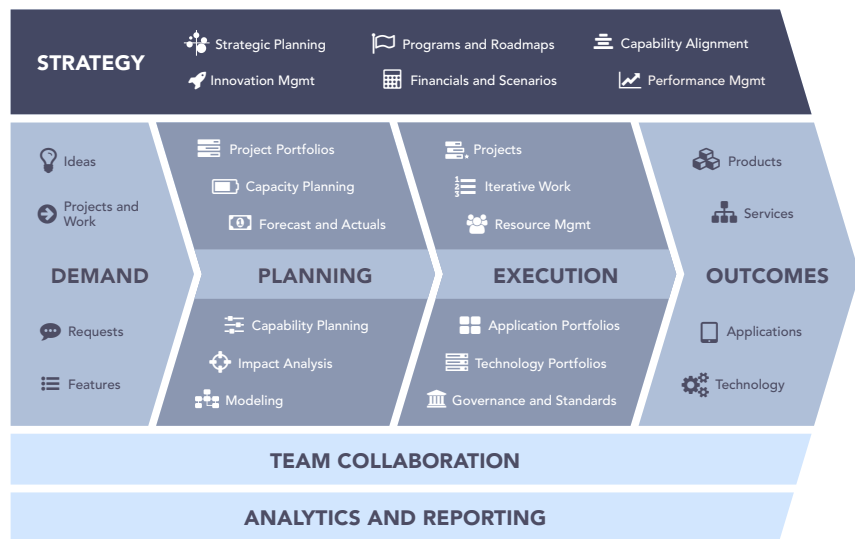 STRATEGY
Strategic Planning
Programs and Roadmaps
Capability Alignment
Innovation Mgmt
Financials and Scenarios
Performance Mgmt
Ideas
Projects and
Work
DEMAND
Requests
Features
Project Portfolios
Capacity Planning
Forecast and Actuals
PLANNING
Capability Planning
Impact Analysis
Modeling
Projects
1
2
3
Iterative Work
Resource Mgmt
EXECUTION
Application Portfolios
Technology Portfolios
Governance and Standards
Products
Services
OUTCOMES
Applications
Technology
TEAM COLLABORATION
ANALYTICS AND REPORTING